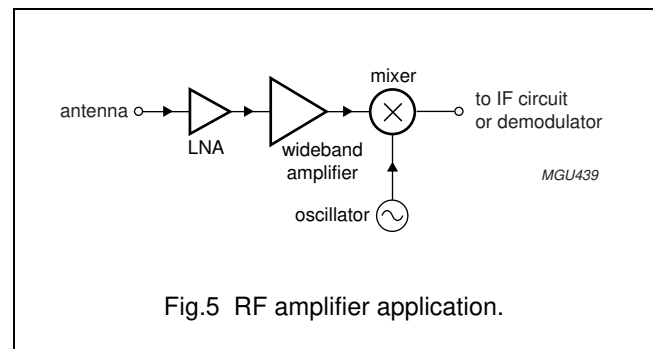 mixer
antenna
to IF circuit
or demodulator
LNA
wideband
amplifier
MGU439
oscillator
Fig.5 RF amplifier application.